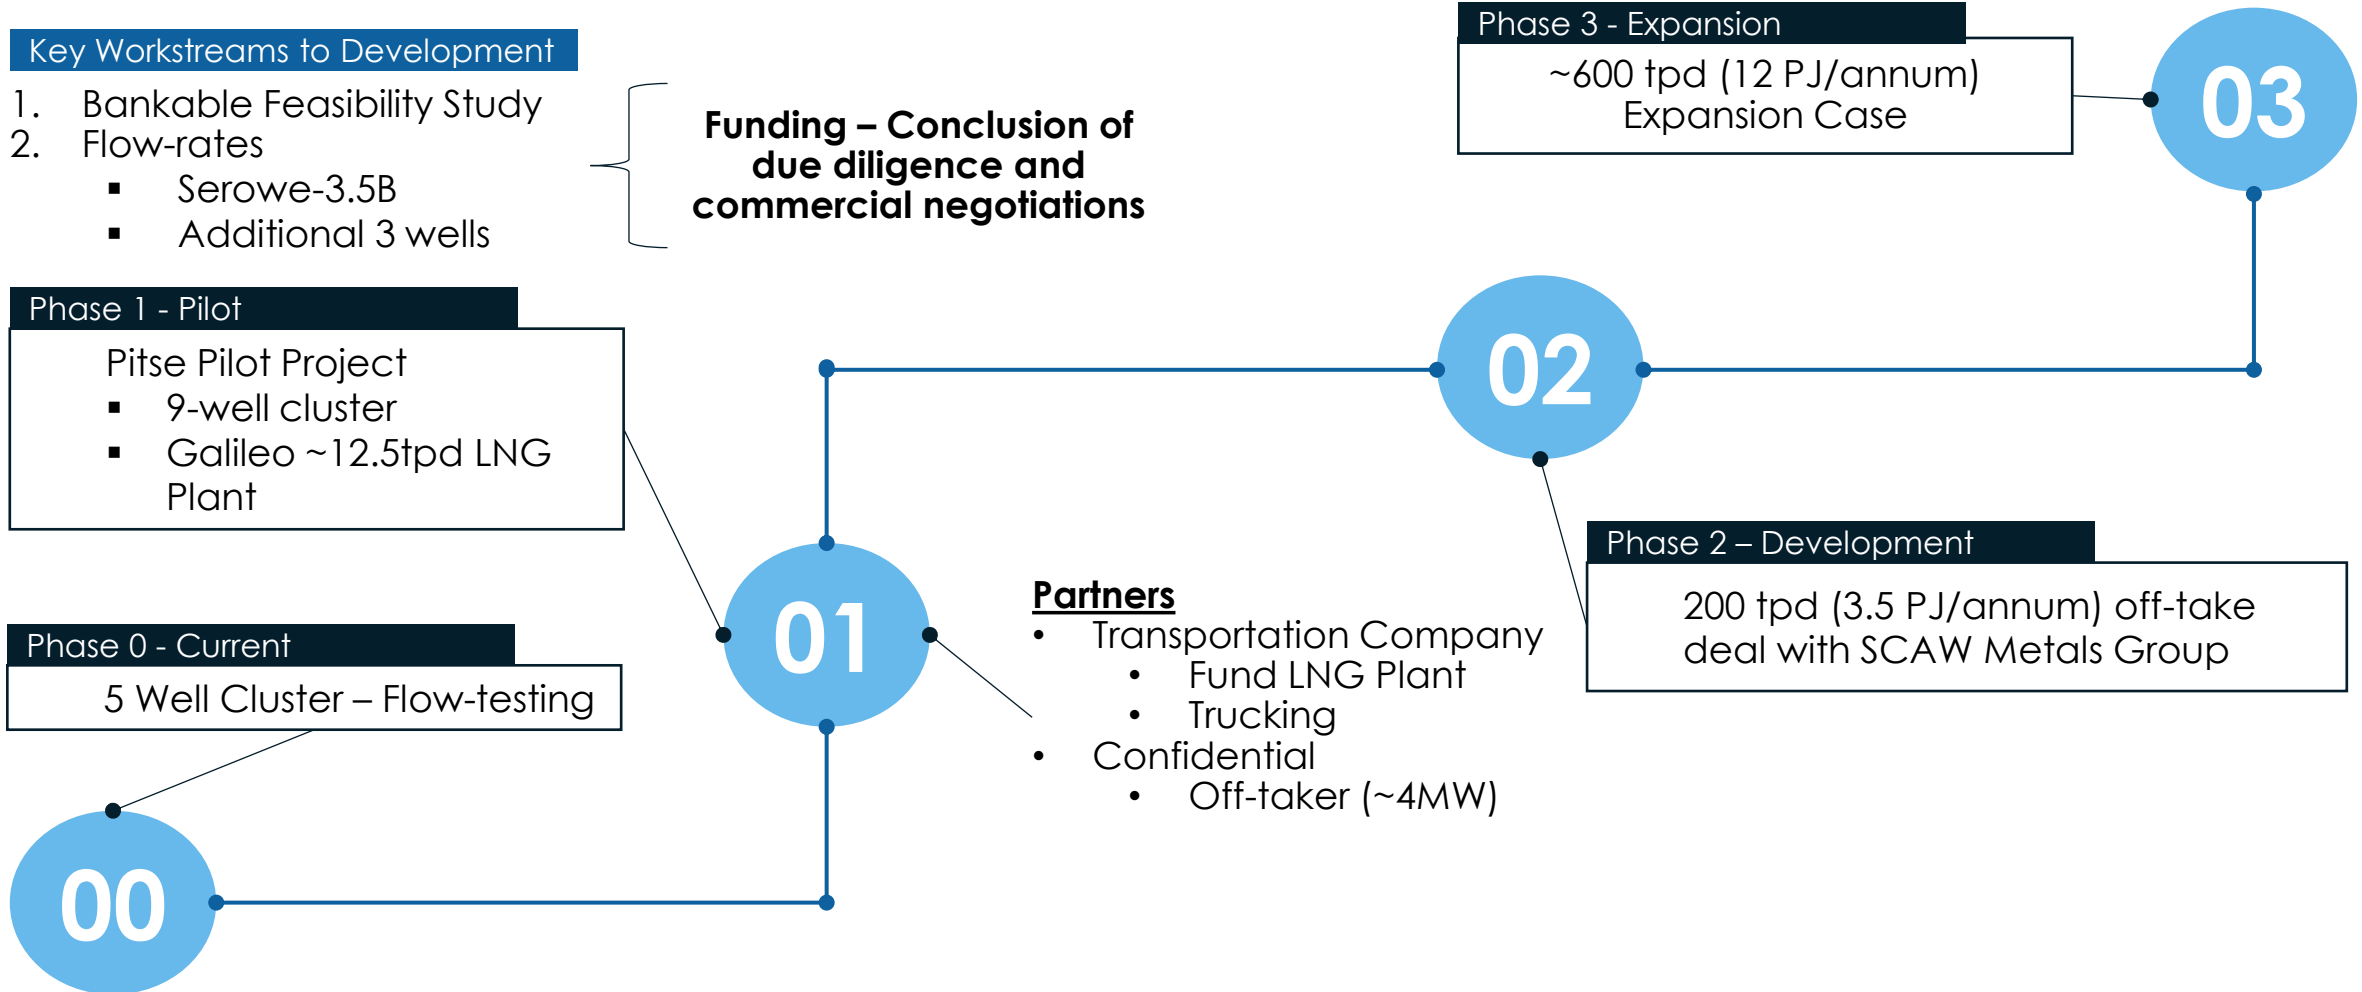 Key Workstreams to Development
1. Bankable Feasibility Study
2. Flow-rates
▪ Serowe-3.5B
▪ Additional 3 wells
Funding – Conclusion of
due diligence and
commercial negotiations
Phase 3 - Expansion
~600 tpd (12 PJ/annum)
Expansion Case
03
Phase 1 - Pilot
Pitse Pilot Project
▪ 9-well cluster
▪ Galileo ~12.5tpd LNG
Plant
02
Phase 2 – Development
200 tpd (3.5 PJ/annum) off-take
deal with SCAW Metals Group
01
Partners
• Transportation Company
• Fund LNG Plant
• Trucking
• Confidential
• Off-taker (~4MW)
Phase 0 - Current
5 Well Cluster – Flow-testing
00